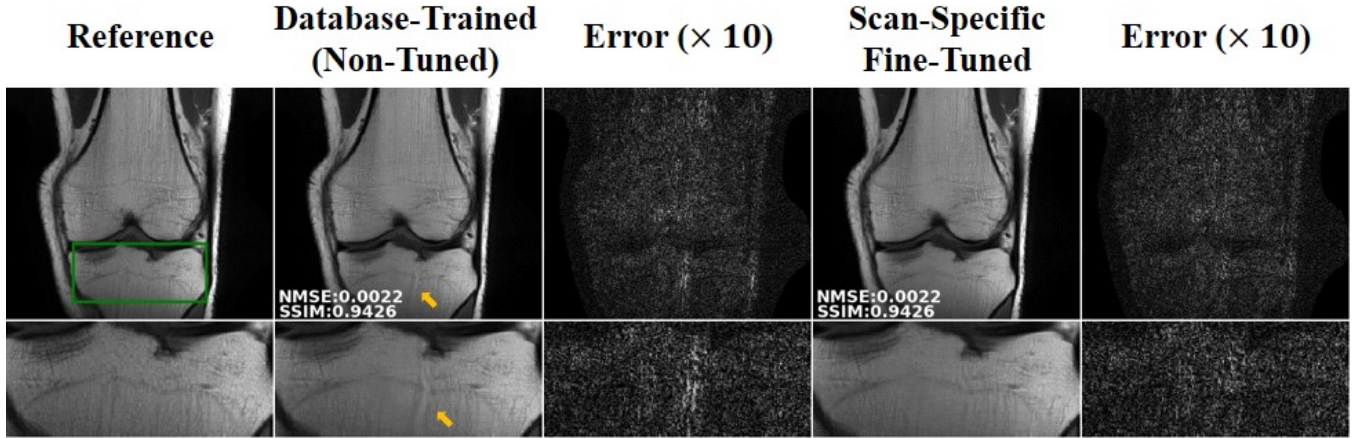 Reference
Database-Trained
(Non-Tuned)
Error (× 10)
Scan-Specific
Fine-Tuned
Error (× 10)
NMSE:0.0022
SSIM:0.9426
NMSE:0.0022
SSIM:0.9426